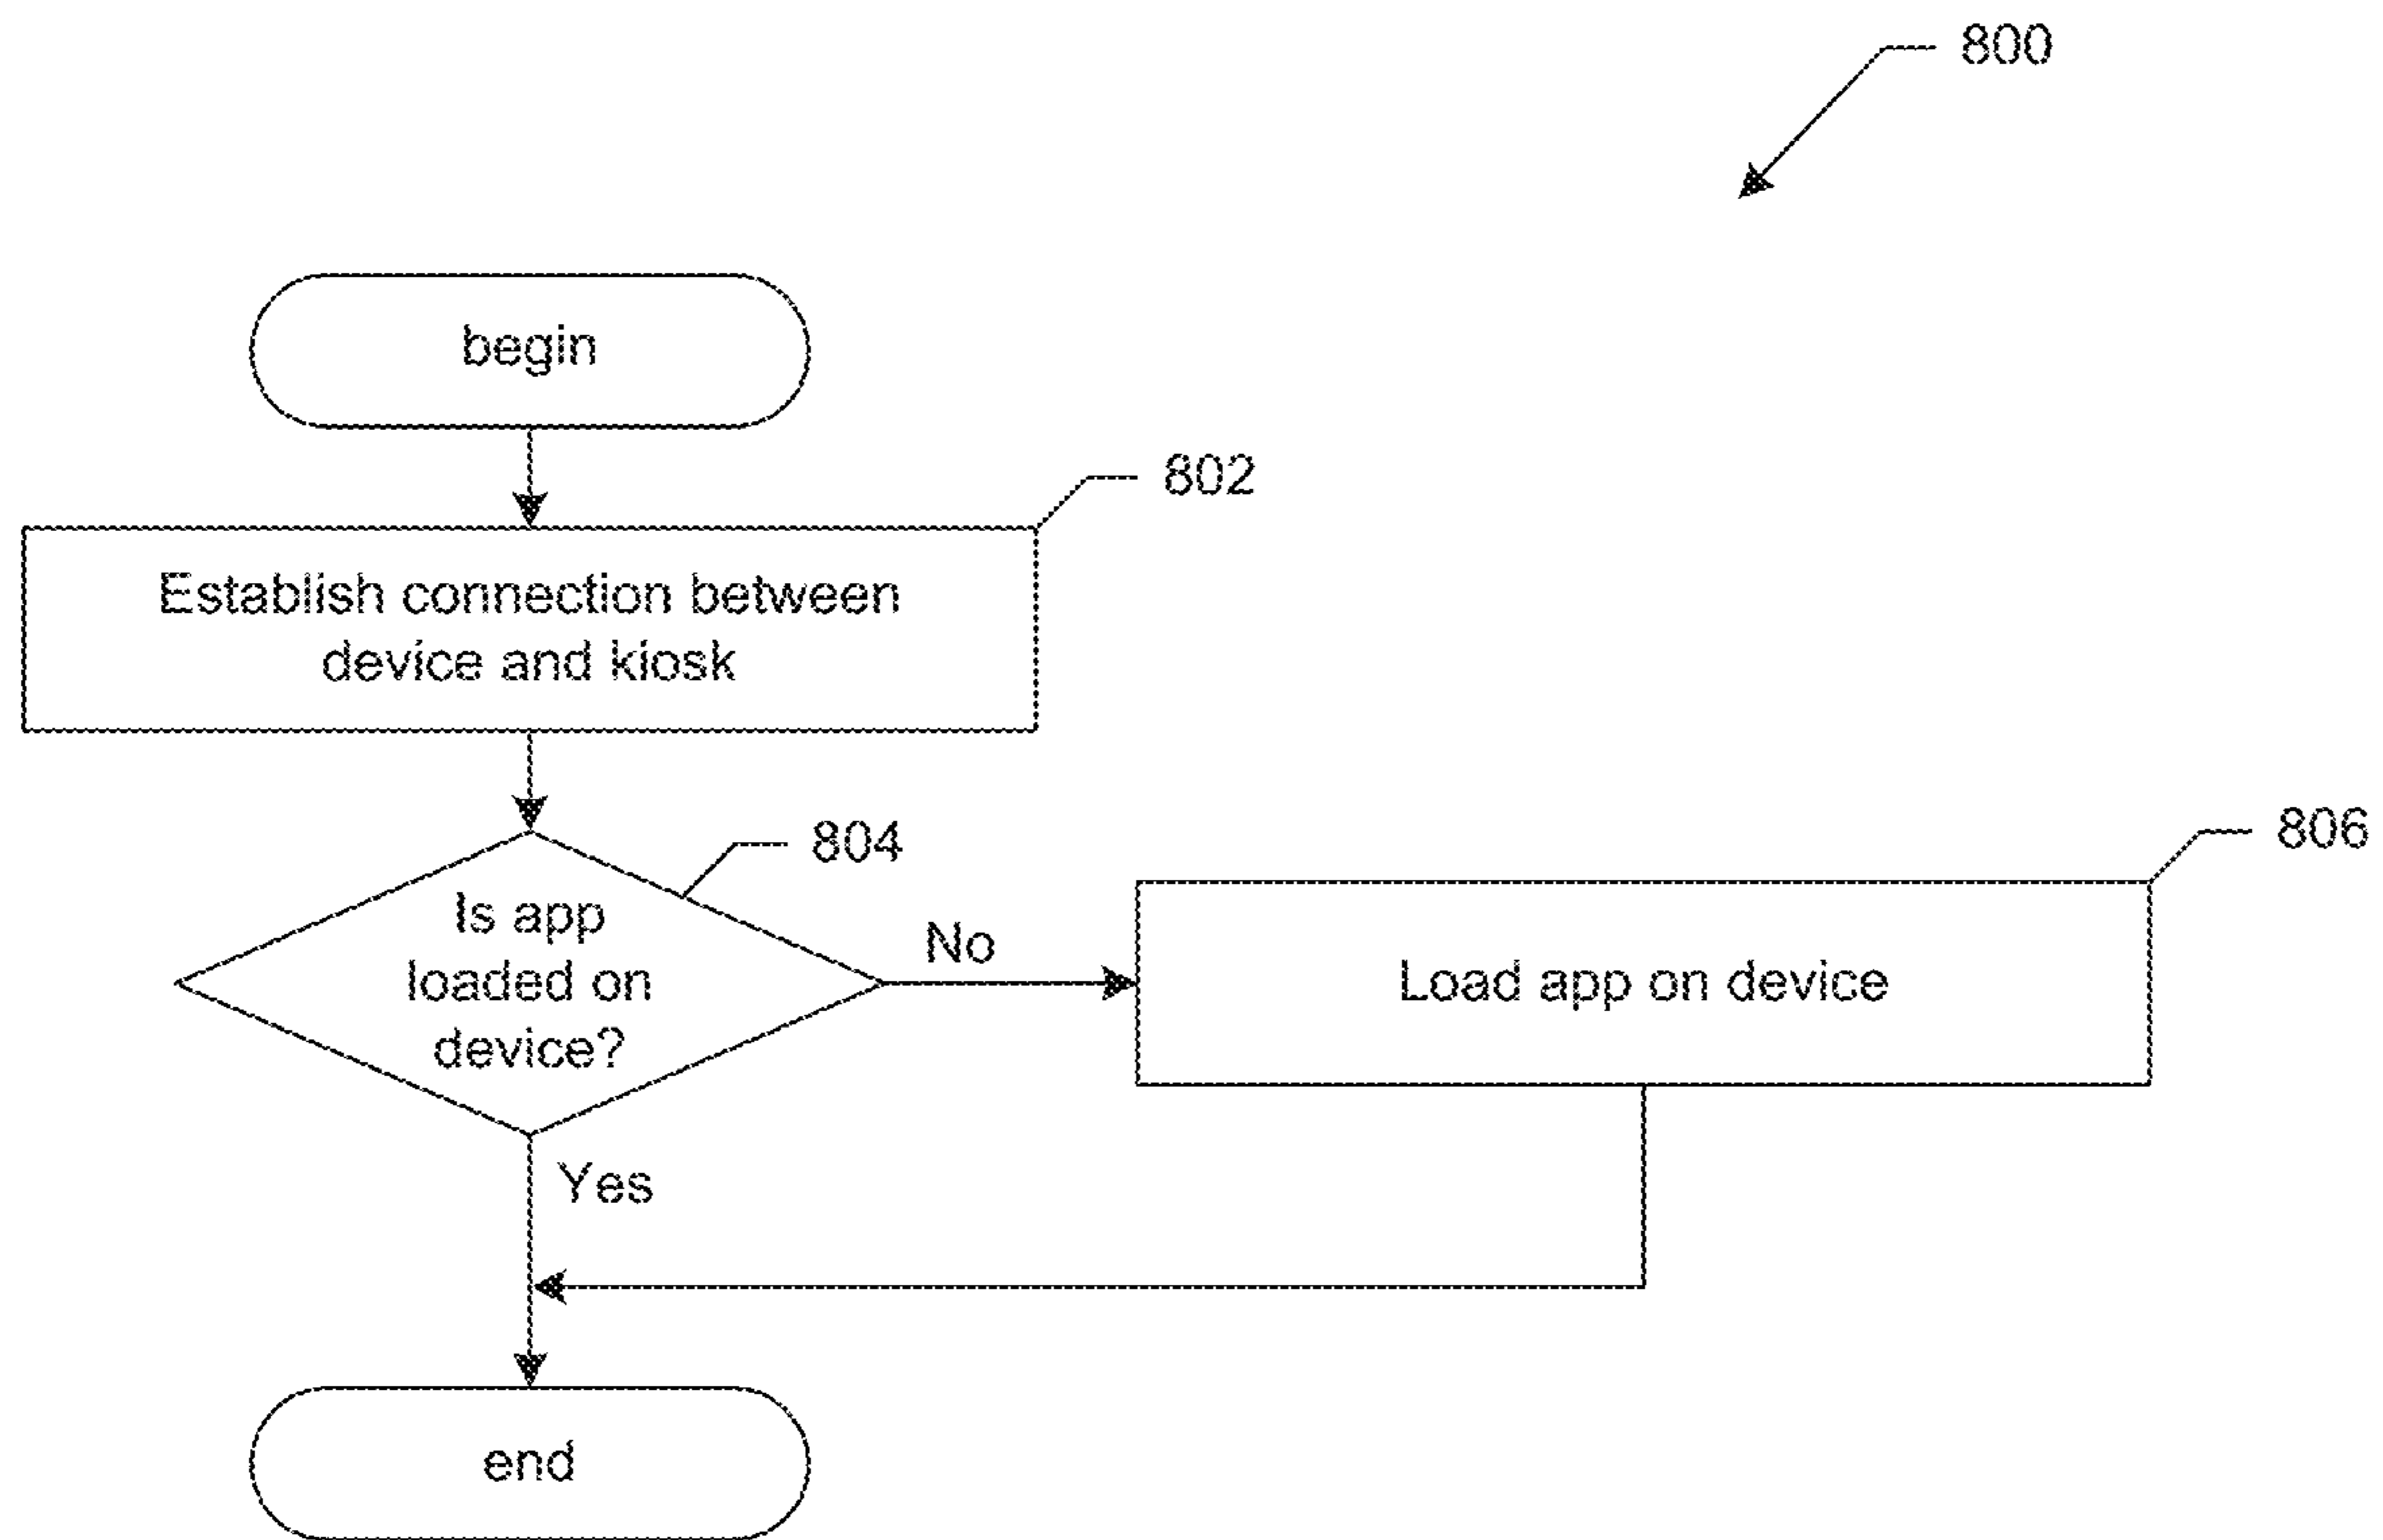 800
begin
802
Establish connection between
device and kiosk
804
806
Is app
loaded on
device?
No
Load app on device
Yes
end